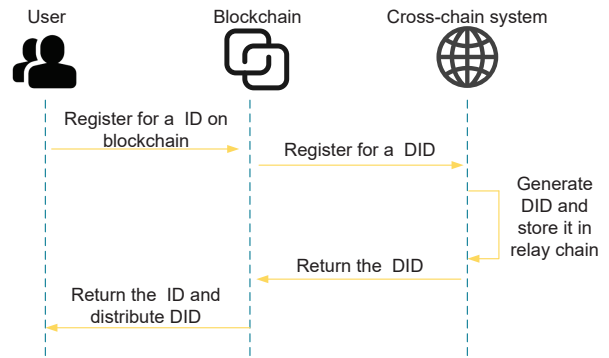 User
Blockchain
Cross-chain system
Register for a ID on
blockchain
Register for a DID
Generate
DID and
store it in
relay chain
Return the DID
Return the ID and
distribute DID